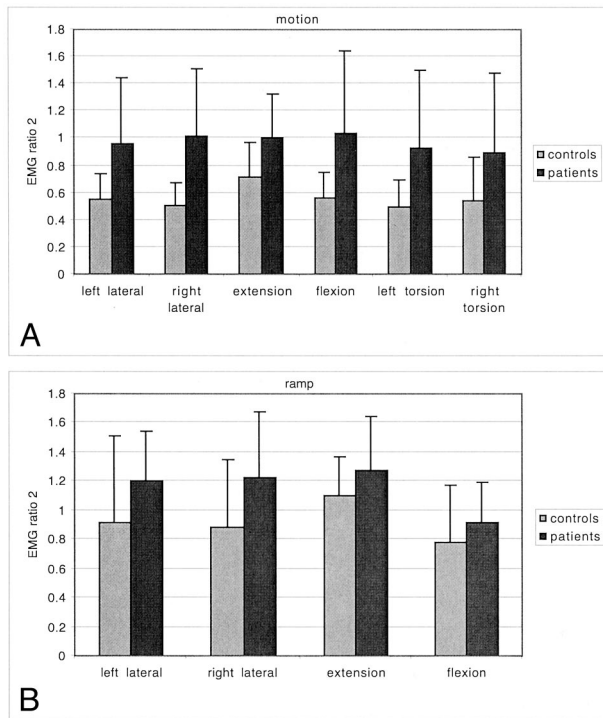 motion
1.8
1.6
1.4
1.2
1
0.8
0.6
0.4
0.2
0
EMG ratio 2
left lateral
right
lateral
extension
flexion
left torsion
right
torsion
controls
patients
A
ramp
1.8
1.6
1.4
1.2
1
0.8
0.6
0.4
0.2
0
EMG ratio 2
left lateral
right lateral
extension
flexion
controls
patients
B